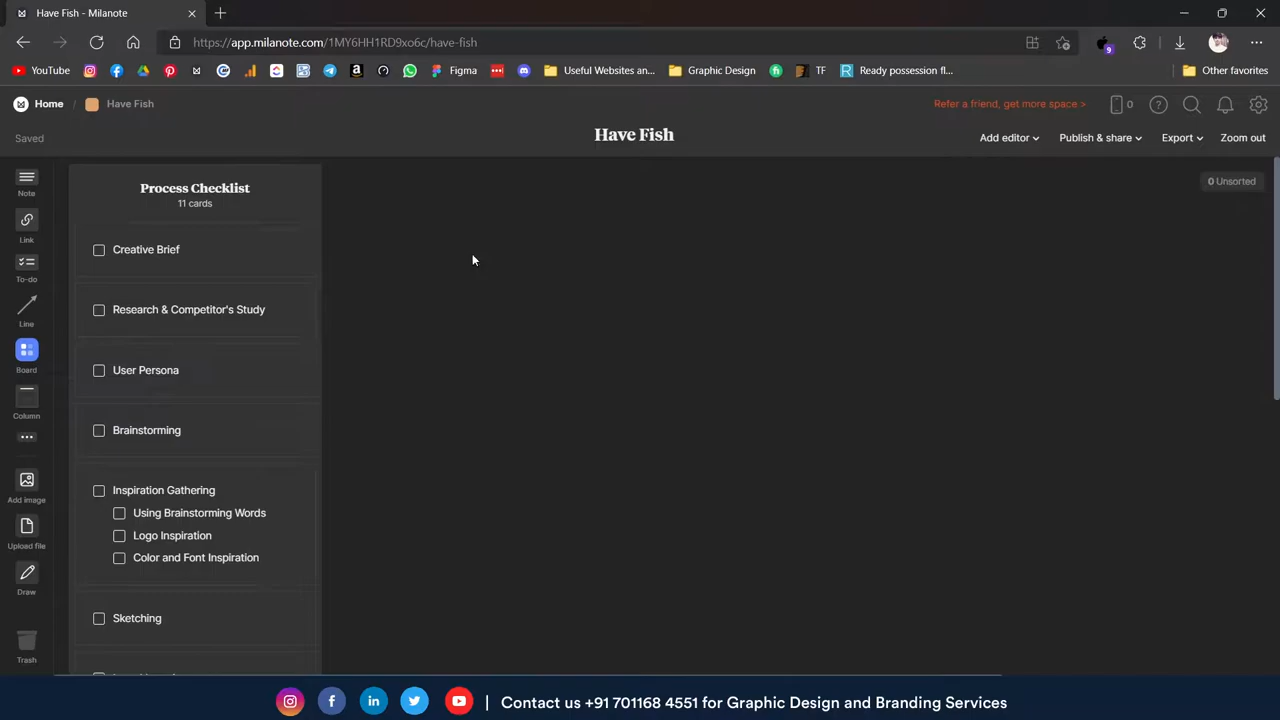 Have Fish - Milanote
https://app.milanote.com/1MY6HH1RD9xo6c/have-fish
9
YouTube
Figma
Useful Websites an...
Graphic Design
TF
Ready possession fl...
Other favorites
Home / Have Fish
Refer a friend, get more space >
0
Saved
Have Fish
Add editor
Publish & share
Export
Zoom out
0 Unsorted
Note
Link
To-do
Line
Board
Column
Add image
Upload file
Draw
Trash
Process Checklist
11 cards
Creative Brief
Research & Competitor's Study
User Persona
Brainstorming
Inspiration Gathering
Using Brainstorming Words
Logo Inspiration
Color and Font Inspiration
Sketching
| Contact us +91 701168 4551 for Graphic Design and Branding Services